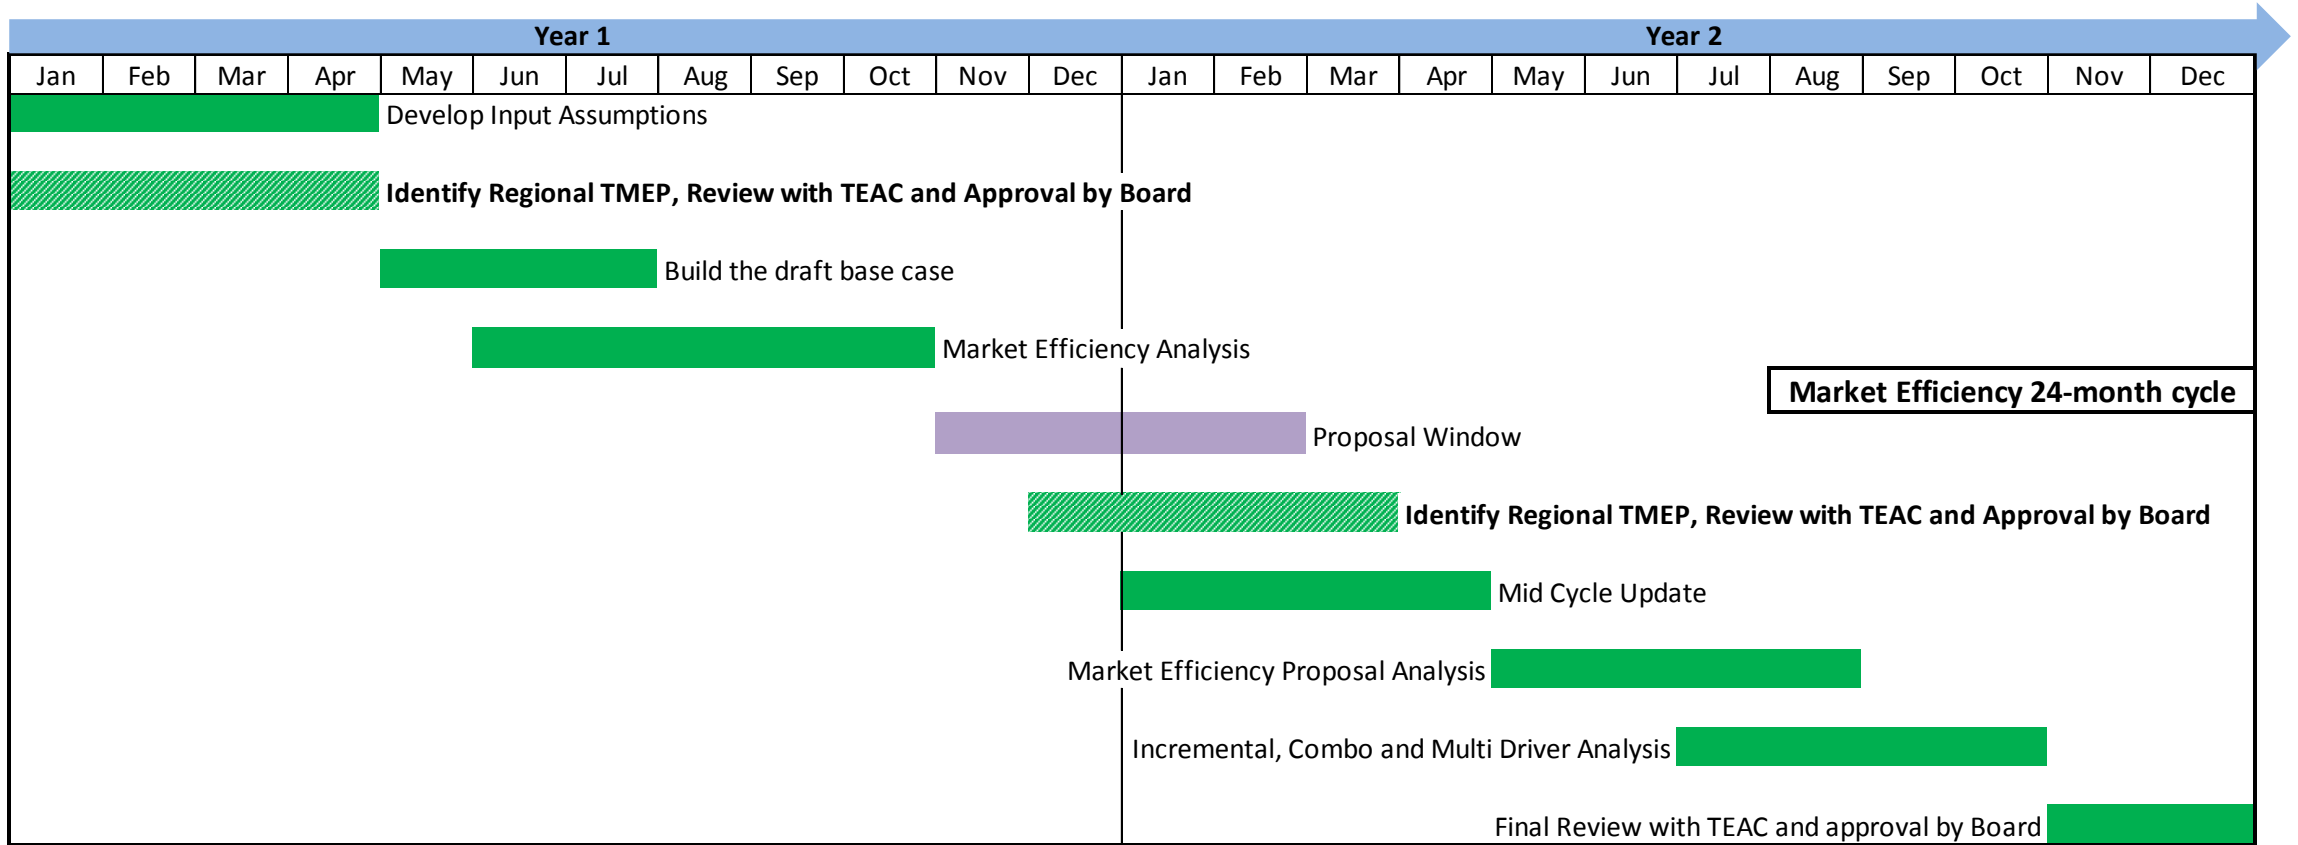 Year 1 Year 2
Jan Feb Mar Apr May Jun Jul Aug Sep Oct Nov Dec Jan Feb Mar Apr May Jun Jul Aug Sep Oct Nov Dec
Develop Input Assumptions
Identify Regional TMEP, Review with TEAC and Approval by Board
Build the draft base case
Market Efficiency Analysis
Market Efficiency 24-month cycle
Proposal Window
Identify Regional TMEP, Review with TEAC and Approval by Board
Mid Cycle Update
Market Efficiency Proposal Analysis
Incremental, Combo and Multi Driver Analysis
Final Review with TEAC and approval by Board